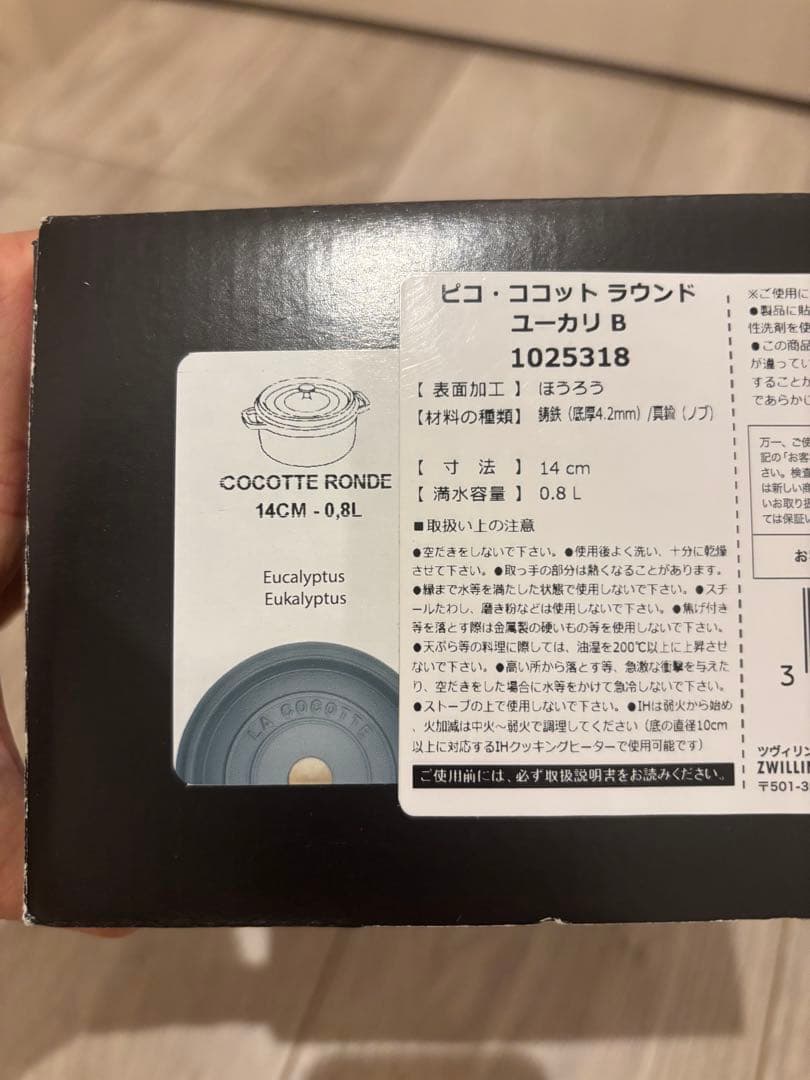 COCOTTE RONDE
14CM - 0,8L
Eucalyptus
Eukalyptus
LA COCOTTE
ピコ・ココット ラウンド
ユーカリ B
1025318
【 表面加工 】 ほうろう
【材料の種類】 鋳鉄（底厚4.2mm）/真鍮（ノブ）
【 寸 法 】 14 cm
【 満水容量 】 0.8 L
■取扱い上の注意
●空だきをしないで下さい。●使用後よく洗い、十分に乾燥
させて下さい。●取っ手の部分は熱くなることがあります。
●縁まで水等を満たした状態で使用しないで下さい。●スチ
ールたわし、磨き粉などは使用しないで下さい。●焦げ付き
等を落とす際は金属製の硬いもの等を使用しないで下さい。
●天ぷら等の料理に際しては、油温を200℃以上に上昇させ
ないで下さい。●高い所から落とす等、急激な衝撃を与えた
り、空だきをした場合に水等をかけて急冷しないで下さい。
●ストーブの上で使用しないで下さい。●IHは弱火から始め
、火加減は中火～弱火で調理してください（底の直径10cm
以上に対応するIHクッキングヒーターで使用可能です）
ご使用前には、必ず取扱説明書をお読みください。
※ご使用に
●製品に貼
性洗剤を使
●この商品
が違ってい
することが
であらかじ
万一、ご使
記の「お客
さい。検査
は新しい商
いお取り扱
ては保証い
お
3
ツヴィリン
ZWILLIN
〒501-3